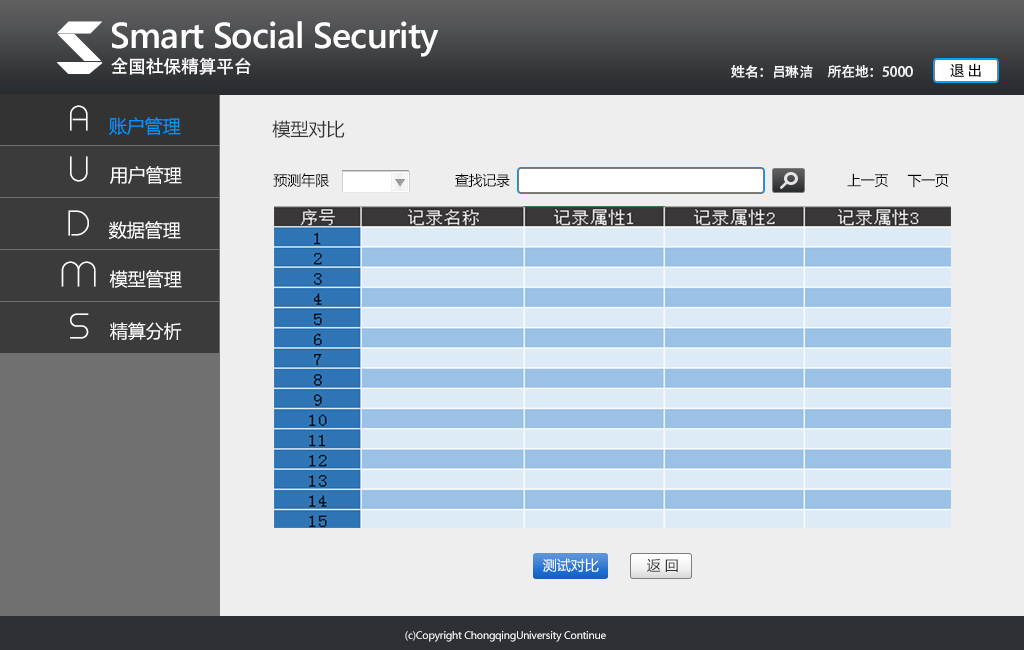 Smart Social Security
全国社保精算平台
姓名：吕琳洁 所在地：5000 退 出
A 账户管理
U 用户管理
D 数据管理
M 模型管理
S 精算分析
模型对比
预测年限 查找记录 上一页 下一页
序号 记录名称 记录属性1 记录属性2 记录属性3
1
2
3
4
5
6
7
8
9
10
11
12
13
14
15
测试对比 返 回
(c)Copyright ChongqingUniversity Continue